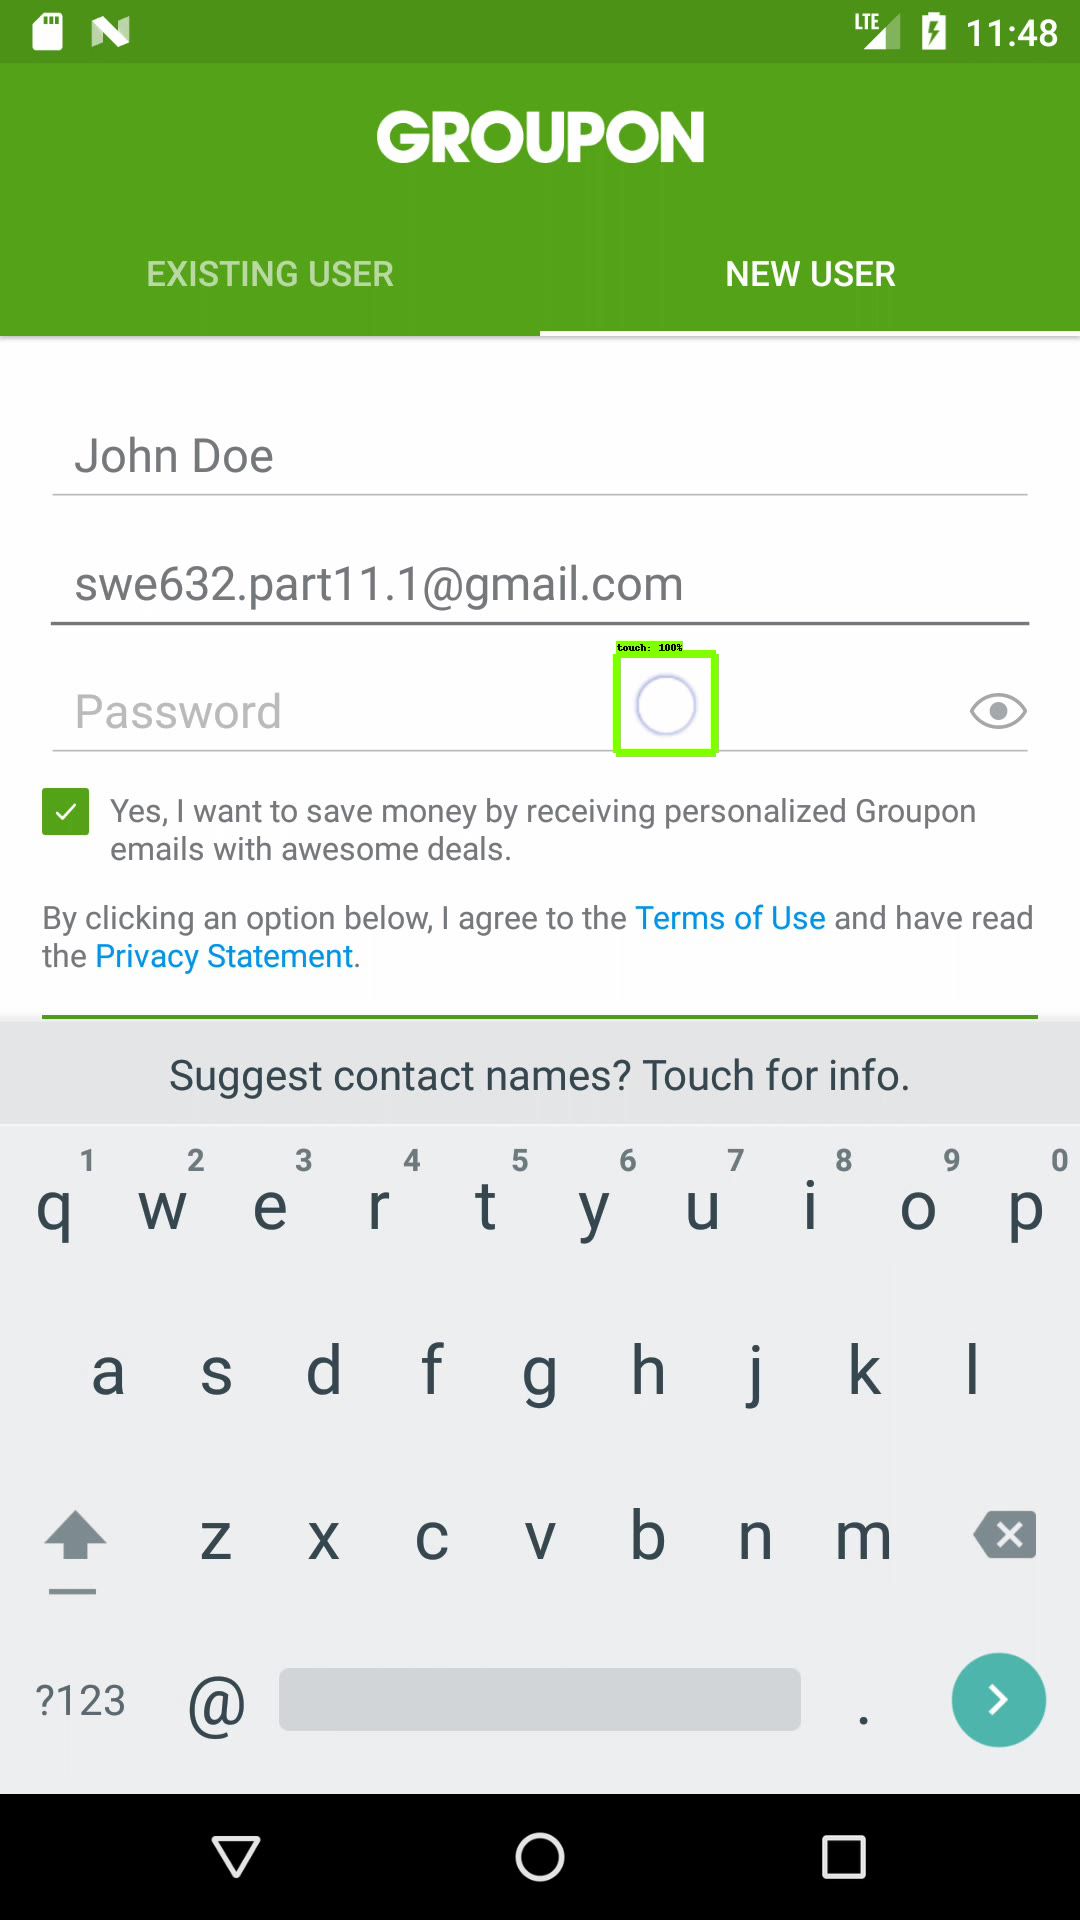 LTE 11:48
GROUPON
EXISTING USER NEW USER
John Doe
swe632.part11.1@gmail.com
touch: 100%
Password
Yes, I want to save money by receiving personalized Groupon
emails with awesome deals.
By clicking an option below, I agree to the Terms of Use and have read
the Privacy Statement.
Suggest contact names? Touch for info.
1 2 3 4 5 6 7 8 9 0
q w e r t y u i o p
a s d f g h j k l
z x c v b n m
?123 @ .